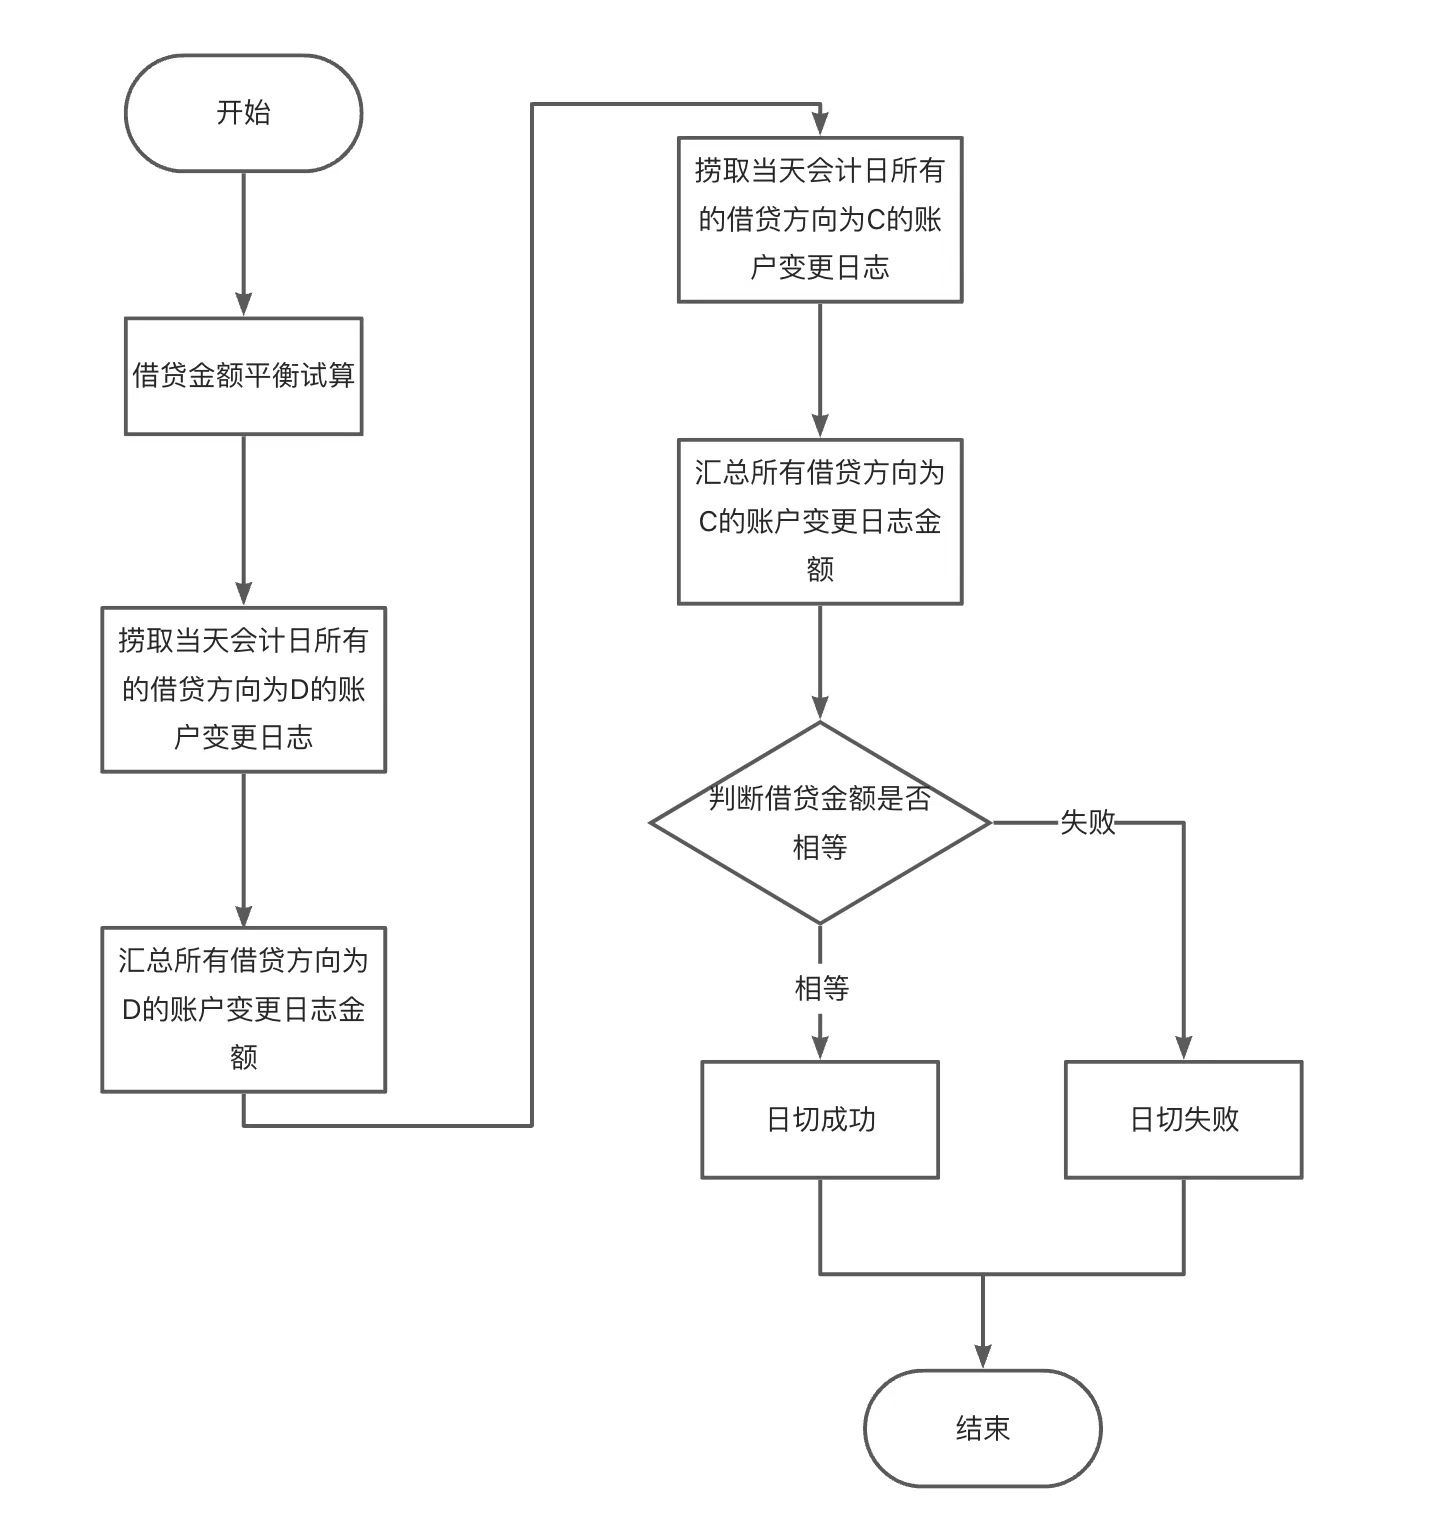 开始
借贷金额平衡试算
捞取当天会计日所有
的借贷方向为D的账
户变更日志
汇总所有借贷方向为
D的账户变更日志金
额
捞取当天会计日所有
的借贷方向为C的账
户变更日志
汇总所有借贷方向为
C的账户变更日志金
额
判断借贷金额是否
相等
失败
相等
日切成功
日切失败
结束